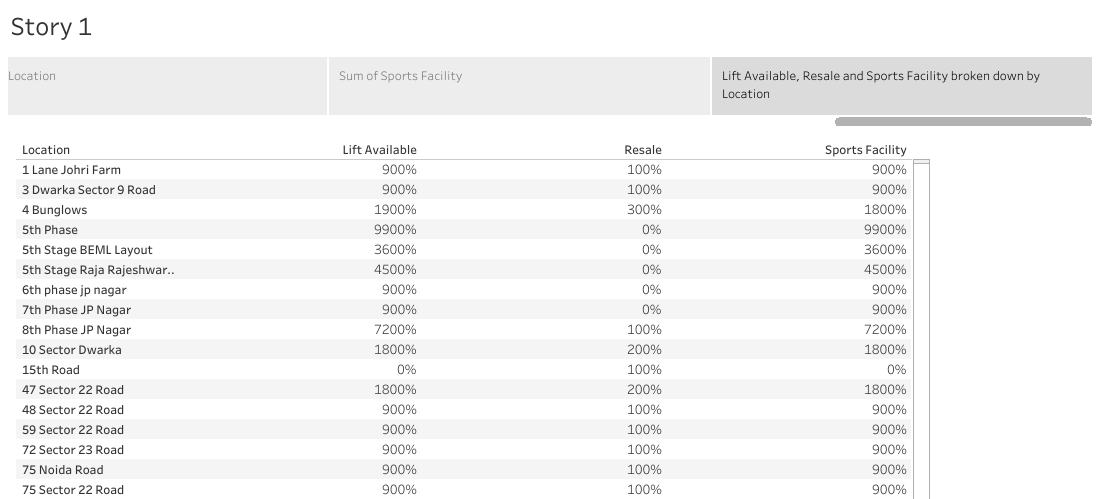 Story 1
Location
Sum of Sports Facility
Lift Available, Resale and Sports Facility broken down by
Location
Location Lift Available Resale Sports Facility
1 Lane Johri Farm 900% 100% 900%
3 Dwarka Sector 9 Road 900% 100% 900%
4 Bunglows 1900% 300% 1800%
5th Phase 9900% 0% 9900%
5th Stage BEML Layout 3600% 0% 3600%
5th Stage Raja Rajeshwar.. 4500% 0% 4500%
6th phase jp nagar 900% 0% 900%
7th Phase JP Nagar 900% 0% 900%
8th Phase JP Nagar 7200% 100% 7200%
10 Sector Dwarka 1800% 200% 1800%
15th Road 0% 100% 0%
47 Sector 22 Road 1800% 200% 1800%
48 Sector 22 Road 900% 100% 900%
59 Sector 22 Road 900% 100% 900%
72 Sector 23 Road 900% 100% 900%
75 Noida Road 900% 100% 900%
75 Sector 22 Road 900% 100% 900%